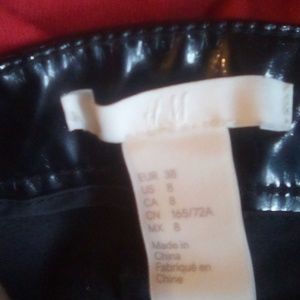 H&M
EUR 38
US 8
CA 8
CN 165/72A
MX 8
Made in
China
Fabriqué en
Chine